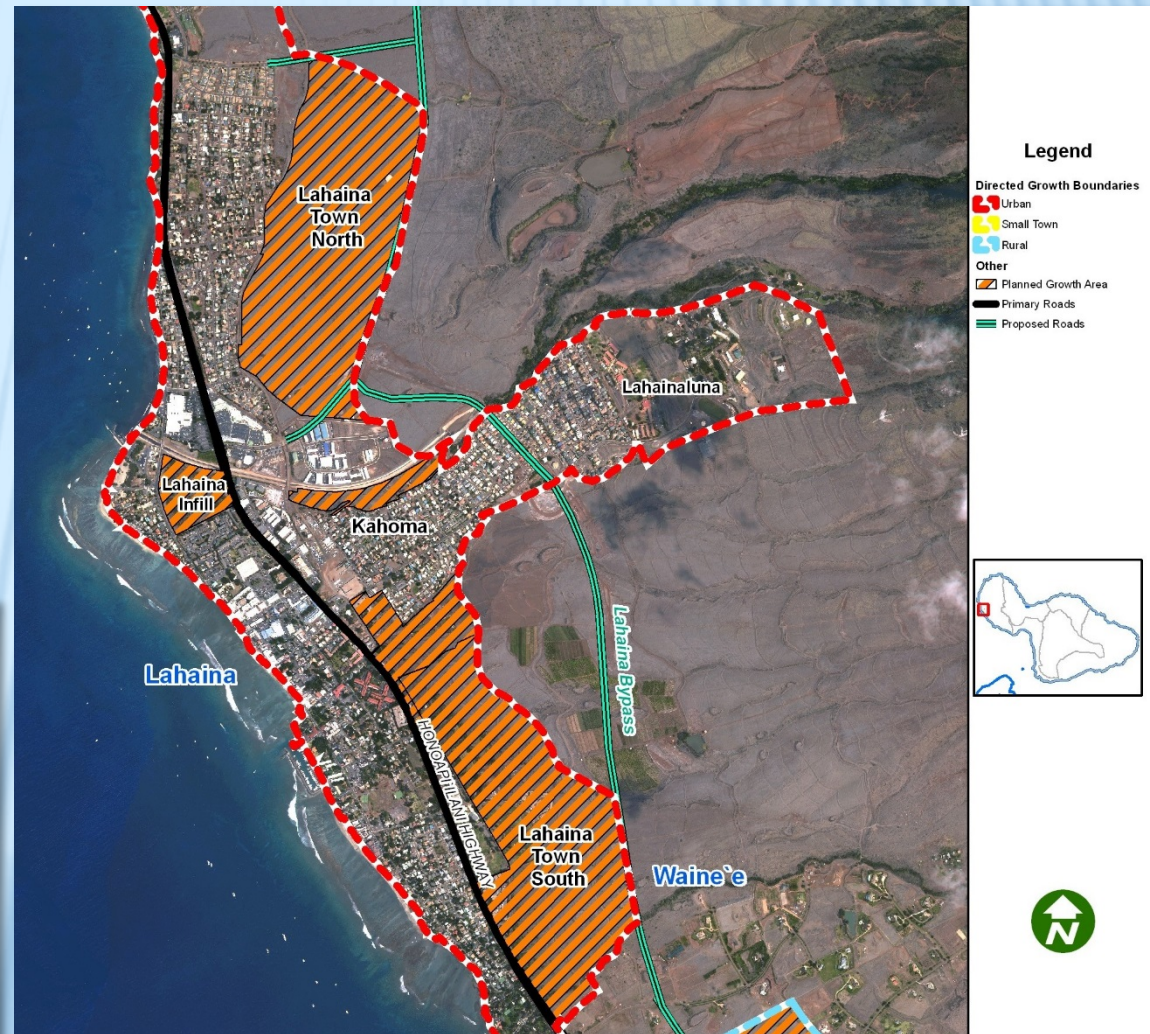 Lahaina
Town
North
Lahainaluna
Lahaina
Infill
Kahoma
Lahaina
Lahaina Bypass
HONOAPIILANI HIGHWAY
Lahaina
Town
South
Waine`e
Legend
Directed Growth Boundaries
Urban
Small Town
Rural
Other
Planned Growth Area
Primary Roads
Proposed Roads
N